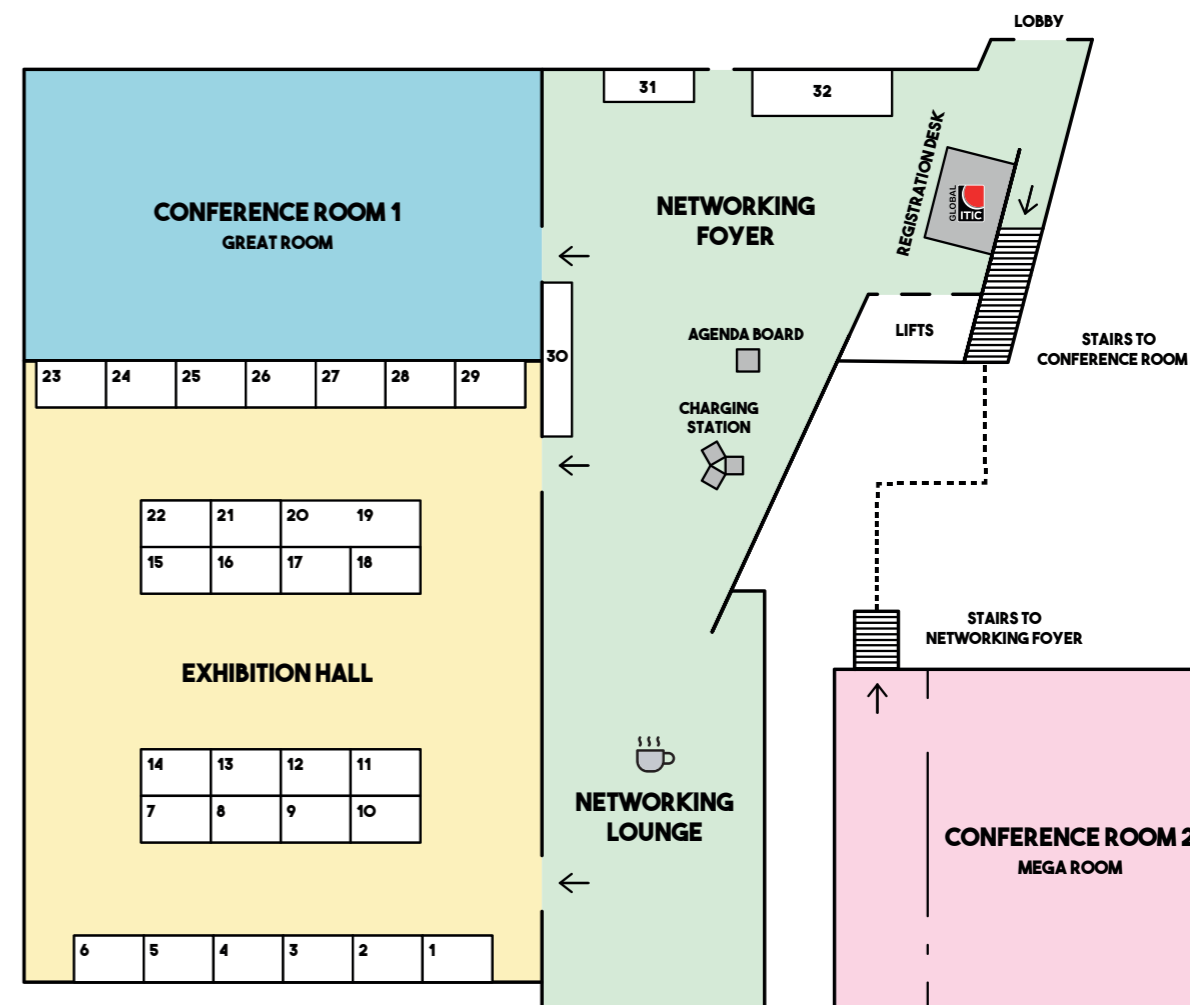 LOBBY
31
32
REGISTRATION DESK
GLOBAL
ITIC
CONFERENCE ROOM 1
GREAT ROOM
NETWORKING
FOYER
30
AGENDA BOARD
LIFTS
STAIRS TO
CONFERENCE ROOM
23 24 25 26 27 28 29
CHARGING
STATION
22 21 20 19
15 16 17 18
STAIRS TO
NETWORKING FOYER
EXHIBITION HALL
14 13 12 11
7 8 9 10
NETWORKING
LOUNGE
CONFERENCE ROOM 2
MEGA ROOM
6 5 4 3 2 1